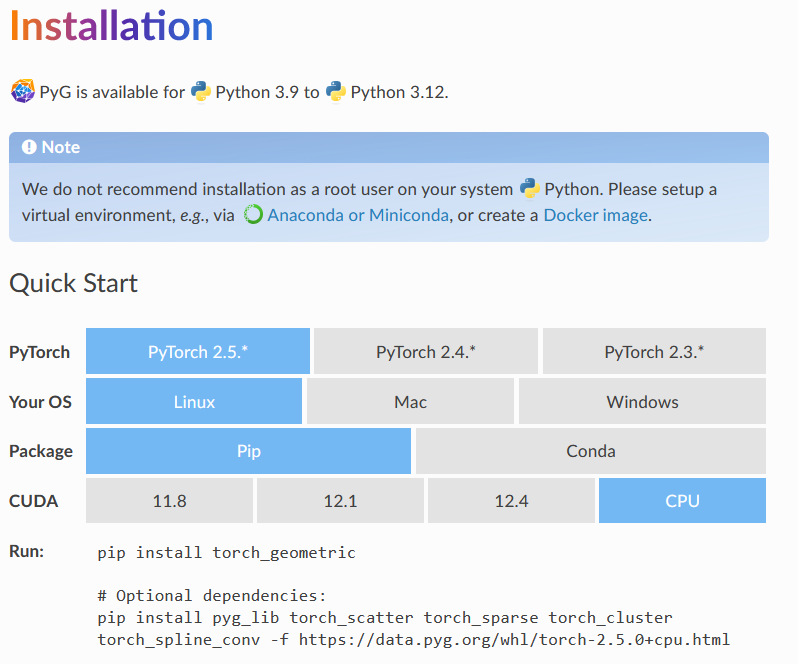 Installation
PyG is available for Python 3.9 to Python 3.12.
Note
We do not recommend installation as a root user on your system Python. Please setup a
virtual environment, e.g., via Anaconda or Miniconda, or create a Docker image.
Quick Start
PyTorch PyTorch 2.5.* PyTorch 2.4.* PyTorch 2.3.*
Your OS Linux Mac Windows
Package Pip Conda
CUDA 11.8 12.1 12.4 CPU
Run: pip install torch_geometric
# Optional dependencies:
pip install pyg_lib torch_scatter torch_sparse torch_cluster
torch_spline_conv -f https://data.pyg.org/whl/torch-2.5.0+cpu.html